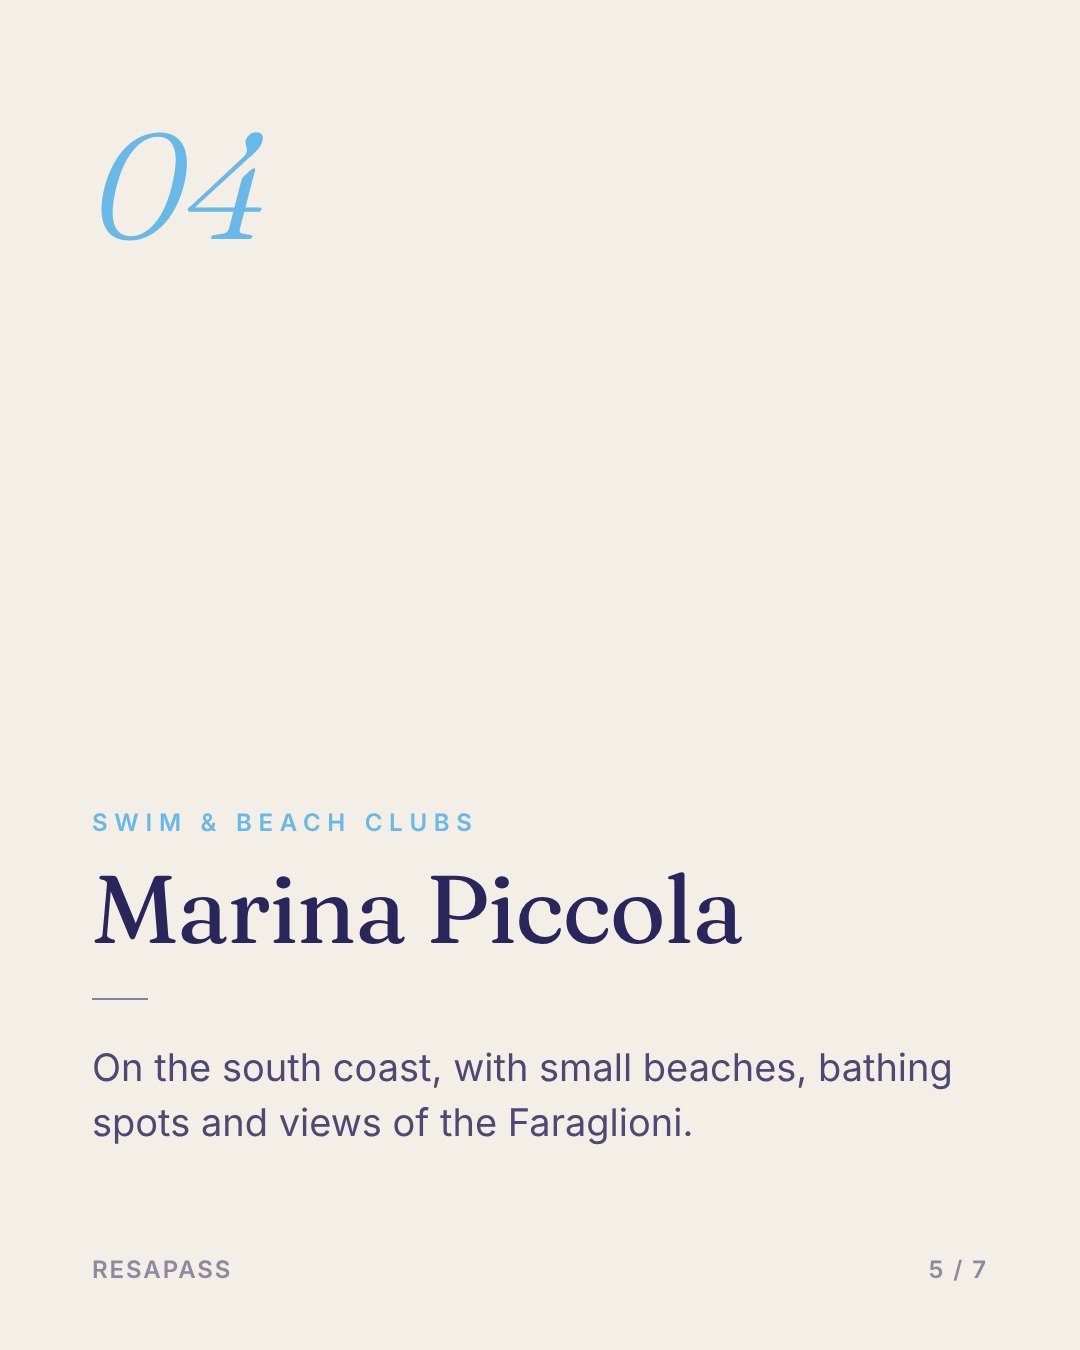 04
SWIM & BEACH CLUBS
Marina Piccola
On the south coast, with small beaches, bathing
spots and views of the Faraglioni.
RESAPASS
5 / 7